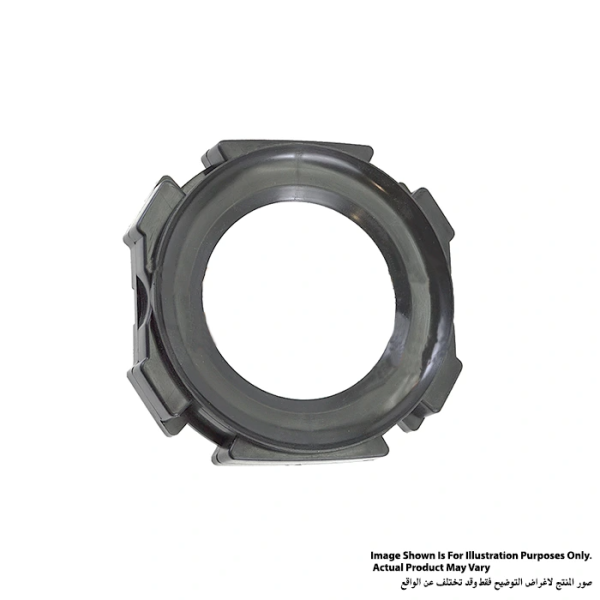 Image Shown Is For Illustration Purposes Only.
Actual Product May Vary
صور المنتج لاغراض التوضيح فقط وقد تختلف عن الواقع